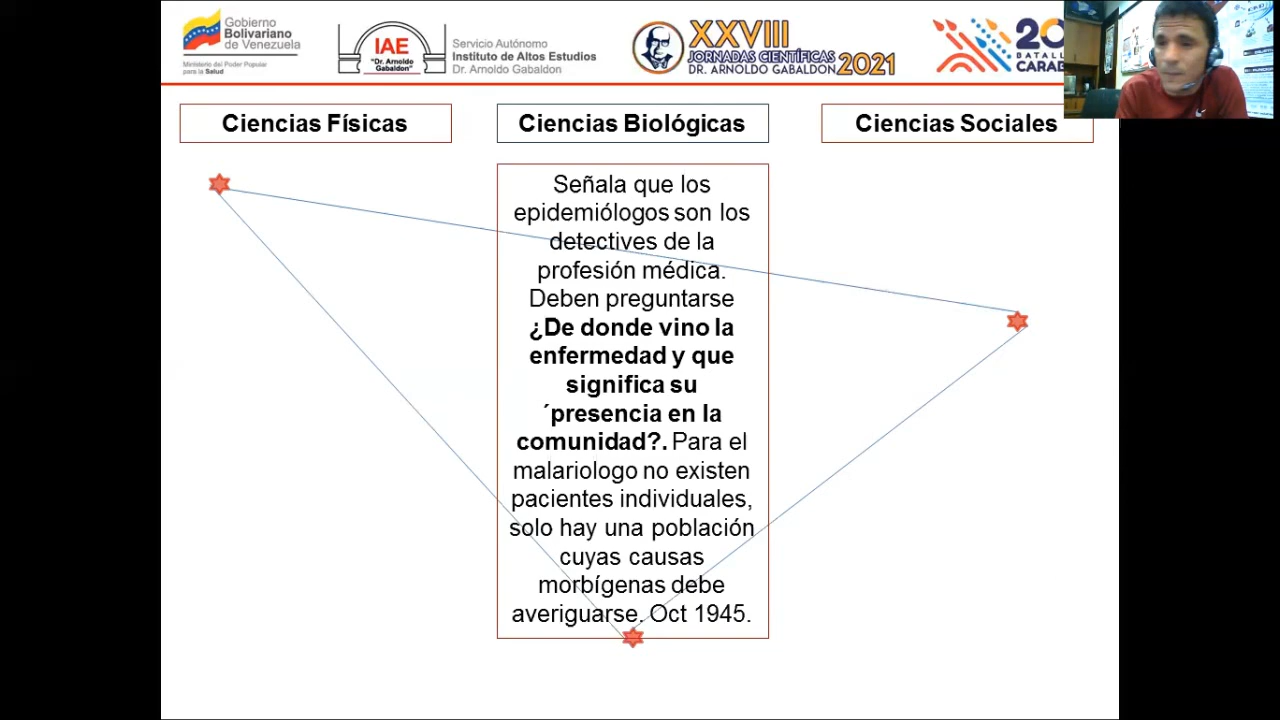 Gobierno
Bolivariano
de Venezuela
Ministerio del Poder Popular
para la Salud
IAE
"Dr. Arnoldo
Gabaldon"
Servicio Autónomo
Instituto de Altos Estudios
Dr. Arnoldo Gabaldon
XXVIII
JORNADAS CIENTÍFICAS
DR. ARNOLDO GABALDON
2021
20
BATALL
CARAB
Ciencias Físicas
Ciencias Biológicas
Ciencias Sociales
Señala que los
epidemiólogos son los
detectives de la
profesión médica.
Deben preguntarse
¿De donde vino la
enfermedad y que
significa su
´presencia en la
comunidad?. Para el
malariologo no existen
pacientes individuales,
solo hay una población
cuyas causas
morbígenas debe
averiguarse. Oct 1945.